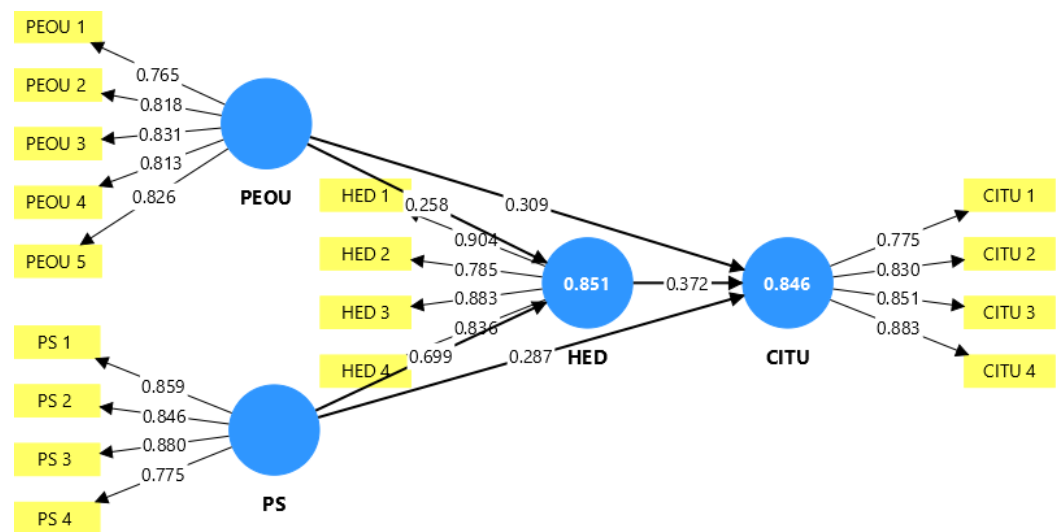 PEOU 1
0.765
PEOU 2
0.818
PEOU 3
0.831
PEOU 4
0.813
PEOU 5
0.826
PEOU
HED 1
0.258
0.309
0.904
HED 2
0.785
HED 3
0.883
0.836
HED 4
0.699
0.851
HED
0.372
0.287
0.846
CITU
CITU 1
0.775
CITU 2
0.830
CITU 3
0.851
CITU 4
0.883
PS 1
0.859
PS 2
0.846
PS 3
0.880
PS 4
0.775
PS